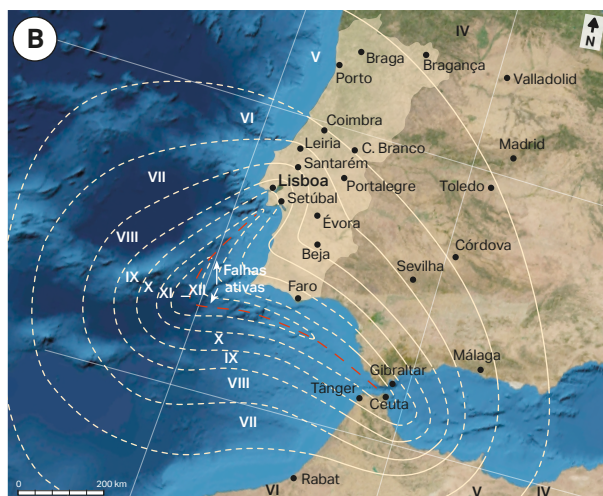 B
IV
N
V
Braga
Porto
Bragança
Valladolid
VI
Coimbra
Leiria
C. Branco
Madrid
VII
Santarém
Lisboa
Portalegre
Toledo
Setúbal
Évora
VIII
Beja
Córdova
IX
Falhas
ativas
Sevilha
X
XI
XII
Faro
X
IX
Gibraltar
Málaga
VIII
Tânger
Ceuta
VII
Rabat
0
200 km
VI
V
IV